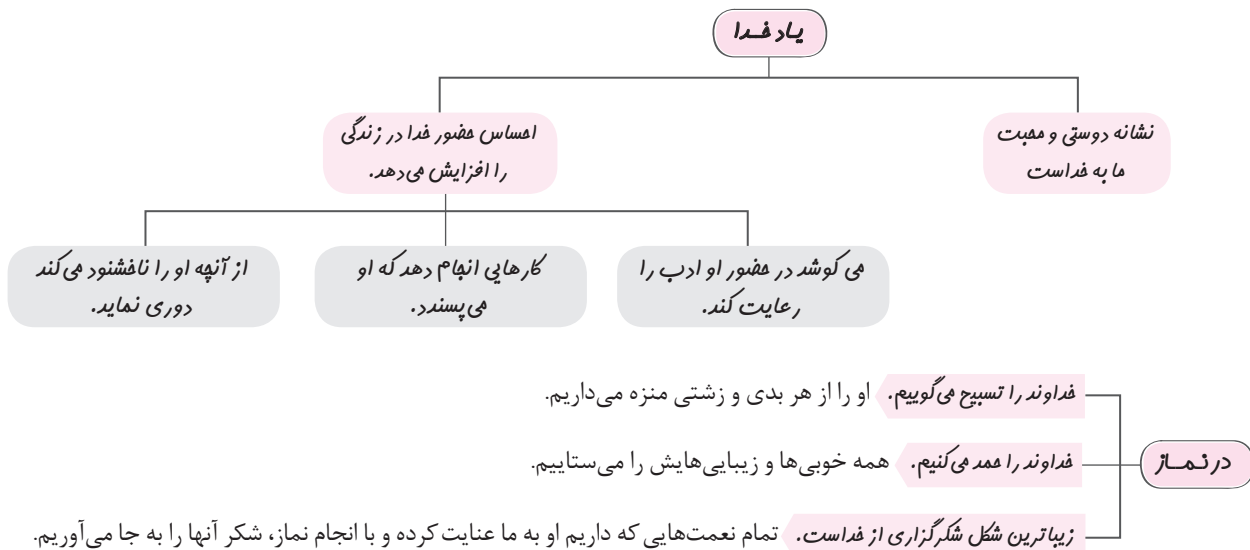 یاد خدا
نشانه دوستی و محبت
ما به خداست
احساس حضور خدا در زندگی
را افزایش می‌دهد.
می کوشد در حضور او ادب را
رعایت کند.
کارهایی انجام دهد که او
می‌پسندد.
از آنچه او را ناخشنود می‌کند
دوری نماید.
در نماز
خداوند را تسبیح می‌گوییم. او را از هر بدی و زشتی منزه می‌داریم.
خداوند را حمد می‌کنیم. همه خوبی‌ها و زیبایی‌هایش را می‌ستاییم.
زیباترین شکل شکرگزاری از خداست. تمام نعمت‌هایی که داریم او به ما عنایت کرده و با انجام نماز، شکر آنها را به جا می‌آوریم.